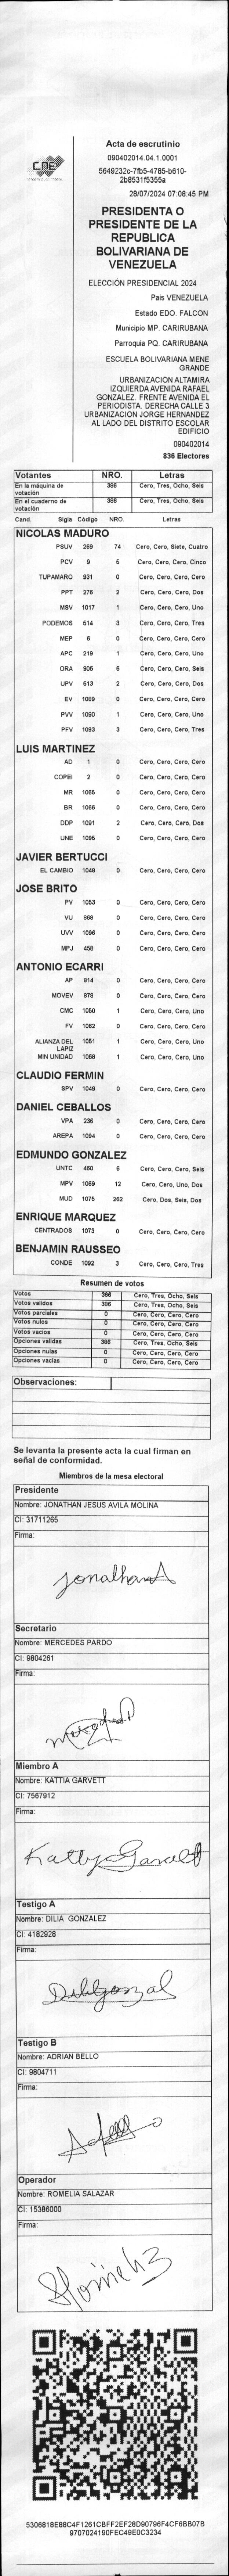 CNE
Acta de escrutinio
090402014.04.1.0001
5649232c-7fb5-4785-b610-
2b8531f5355a
28/07/2024 07:08:45 PM
PRESIDENTA O
PRESIDENTE DE LA
REPUBLICA
BOLIVARIANA DE
VENEZUELA
ELECCIÓN PRESIDENCIAL 2024
Pais VENEZUELA
Estado EDO. FALCON
Municipio MP. CARIRUBANA
Parroquia PQ. CARIRUBANA
ESCUELA BOLIVARIANA MENE
GRANDE
URBANIZACION ALTAMIRA
IZQUIERDA AVENIDA RAFAEL
GONZALEZ. FRENTE AVENIDA EL
PERIODISTA. DERECHA CALLE 3
URBANIZACION JORGE HERNANDEZ
AL LADO DEL DISTRITO ESCOLAR
EDIFICIO
090402014
836 Electores
Votantes NRO. Letras
En la máquina de votación 386 Cero, Tres, Ocho, Seis
En el cuaderno de votación 386 Cero, Tres, Ocho, Seis
Cand. Sigla Código NRO. Letras
NICOLAS MADURO
PSUV 269 74 Cero, Cero, Siete, Cuatro
PCV 9 5 Cero, Cero, Cero, Cinco
TUPAMARO 931 0 Cero, Cero, Cero, Cero
PPT 276 2 Cero, Cero, Cero, Dos
MSV 1017 1 Cero, Cero, Cero, Uno
PODEMOS 514 3 Cero, Cero, Cero, Tres
MEP 6 0 Cero, Cero, Cero, Cero
APC 219 1 Cero, Cero, Cero, Uno
ORA 906 6 Cero, Cero, Cero, Seis
UPV 513 2 Cero, Cero, Cero, Dos
EV 1089 0 Cero, Cero, Cero, Cero
PVV 1090 1 Cero, Cero, Cero, Uno
PFV 1093 3 Cero, Cero, Cero, Tres
LUIS MARTINEZ
AD 1 0 Cero, Cero, Cero, Cero
COPEI 2 0 Cero, Cero, Cero, Cero
MR 1065 0 Cero, Cero, Cero, Cero
BR 1066 0 Cero, Cero, Cero, Cero
DDP 1091 2 Cero, Cero, Cero, Dos
UNE 1095 0 Cero, Cero, Cero, Cero
JAVIER BERTUCCI
EL CAMBIO 1048 0 Cero, Cero, Cero, Cero
JOSE BRITO
PV 1053 0 Cero, Cero, Cero, Cero
VU 868 0 Cero, Cero, Cero, Cero
UVV 1096 0 Cero, Cero, Cero, Cero
MPJ 458 0 Cero, Cero, Cero, Cero
ANTONIO ECARRI
AP 914 0 Cero, Cero, Cero, Cero
MOVEV 878 0 Cero, Cero, Cero, Cero
CMC 1050 1 Cero, Cero, Cero, Uno
FV 1062 0 Cero, Cero, Cero, Cero
ALIANZA DEL LAPIZ 1051 1 Cero, Cero, Cero, Uno
MIN UNIDAD 1068 1 Cero, Cero, Cero, Uno
CLAUDIO FERMIN
SPV 1049 0 Cero, Cero, Cero, Cero
DANIEL CEBALLOS
VPA 236 0 Cero, Cero, Cero, Cero
AREPA 1094 0 Cero, Cero, Cero, Cero
EDMUNDO GONZALEZ
UNTC 460 6 Cero, Cero, Cero, Seis
MPV 1069 12 Cero, Cero, Uno, Dos
MUD 1075 262 Cero, Dos, Seis, Dos
ENRIQUE MARQUEZ
CENTRADOS 1073 0 Cero, Cero, Cero, Cero
BENJAMIN RAUSSEO
CONDE 1092 3 Cero, Cero, Cero, Tres
Resumen de votos
Votos 386 Cero, Tres, Ocho, Seis
Votos validos 386 Cero, Tres, Ocho, Seis
Votos parciales 0 Cero, Cero, Cero, Cero
Votos nulos 0 Cero, Cero, Cero, Cero
Votos vacios 0 Cero, Cero, Cero, Cero
Opciones validas 386 Cero, Tres, Ocho, Seis
Opciones nulas 0 Cero, Cero, Cero, Cero
Opciones vacias 0 Cero, Cero, Cero, Cero
Observaciones:
Se levanta la presente acta la cual firman en
señal de conformidad.
Miembros de la mesa electoral
Presidente
Nombre: JONATHAN JESUS AVILA MOLINA
CI: 31711265
Firma:
JonathanA
Secretario
Nombre: MERCEDES PARDO
CI: 9804261
Firma:
Miembro A
Nombre: KATTIA GARVETT
CI: 7567912
Firma:
Testigo A
Nombre: DILIA GONZALEZ
CI: 4182928
Firma:
Testigo B
Nombre: ADRIAN BELLO
CI: 9804711
Firma:
Operador
Nombre: ROMELIA SALAZAR
CI: 15386000
Firma:
5306818E88C4F1261CBFF2EF28D90796F4CF6BB07B
9707024190FEC49E0C3234